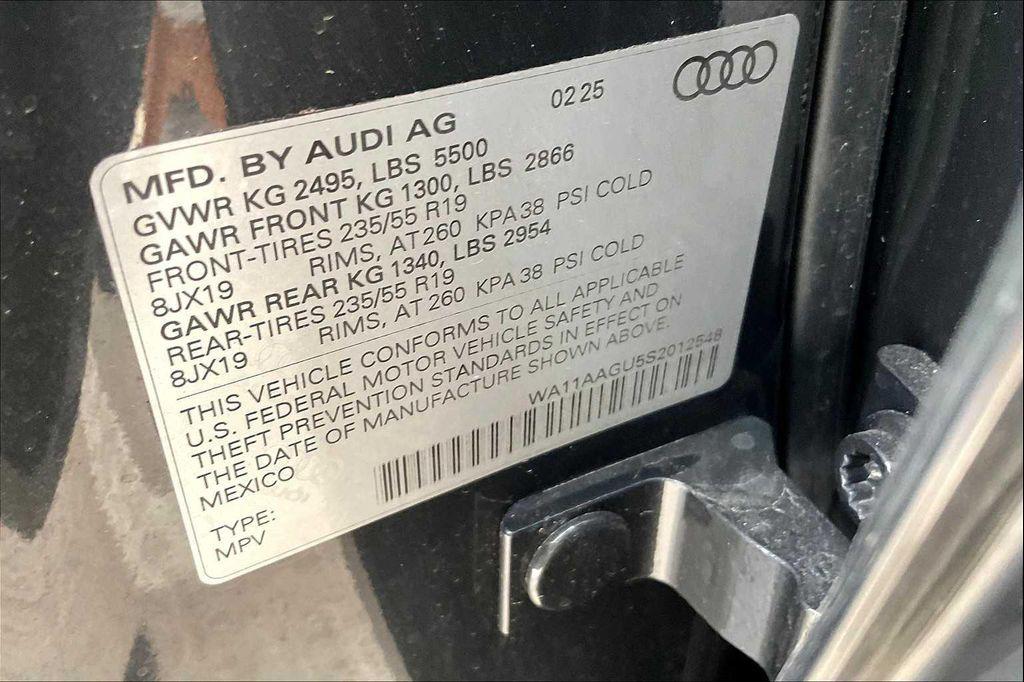 02 25
MFD. BY AUDI AG
GVWR KG 2495, LBS 5500
GAWR FRONT KG 1300, LBS 2866
FRONT-TIRES 235/55 R19
8JX19 RIMS, AT 260 KPA 38 PSI COLD
GAWR REAR KG 1340, LBS 2954
REAR-TIRES 235/55 R19
8JX19 RIMS, AT 260 KPA 38 PSI COLD
THIS VEHICLE CONFORMS TO ALL APPLICABLE
U.S. FEDERAL MOTOR VEHICLE SAFETY AND
THEFT PREVENTION STANDARDS IN EFFECT ON
THE DATE OF MANUFACTURE SHOWN ABOVE.
MEXICO
WA11AAGU5S2012548
TYPE:
MPV